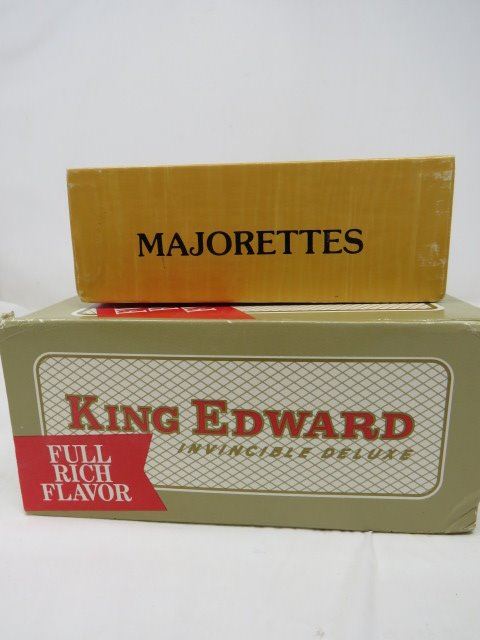 MAJORETTES
KING EDWARD
INVINCIBLE DELUXE
FULL
RICH
FLAVOR